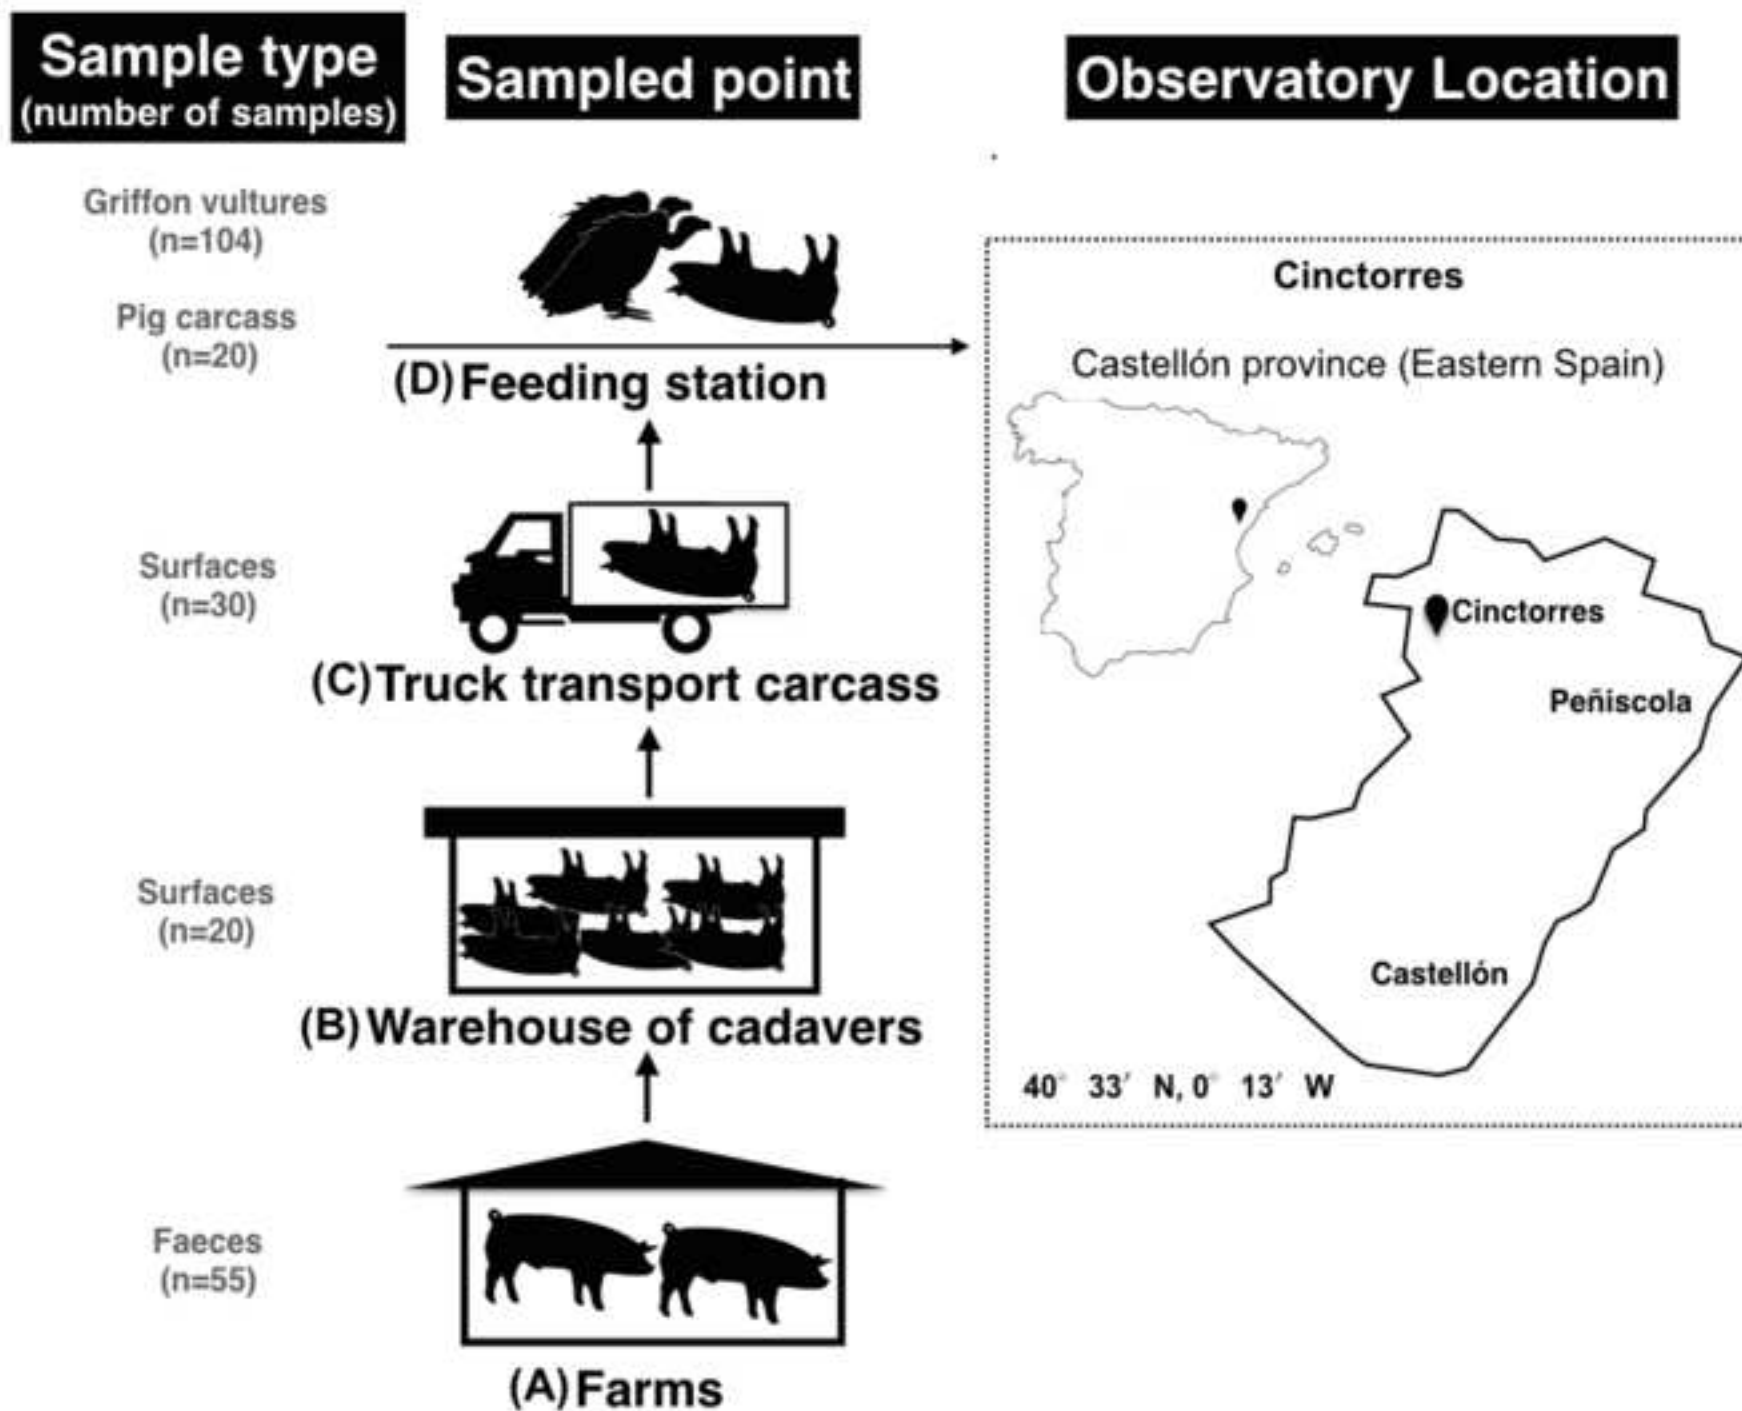 Sample type
(number of samples)
Sampled point
Observatory Location
Griffon vultures
(n=104)
Pig carcass
(n=20)
(D) Feeding station
Surfaces
(n=30)
(C) Truck transport carcass
Surfaces
(n=20)
(B) Warehouse of cadavers
Faeces
(n=55)
(A) Farms
Cinctorres
Castellón province (Eastern Spain)
Cinctorres
Peñiscola
Castellón
40° 33′ N, 0° 13′ W